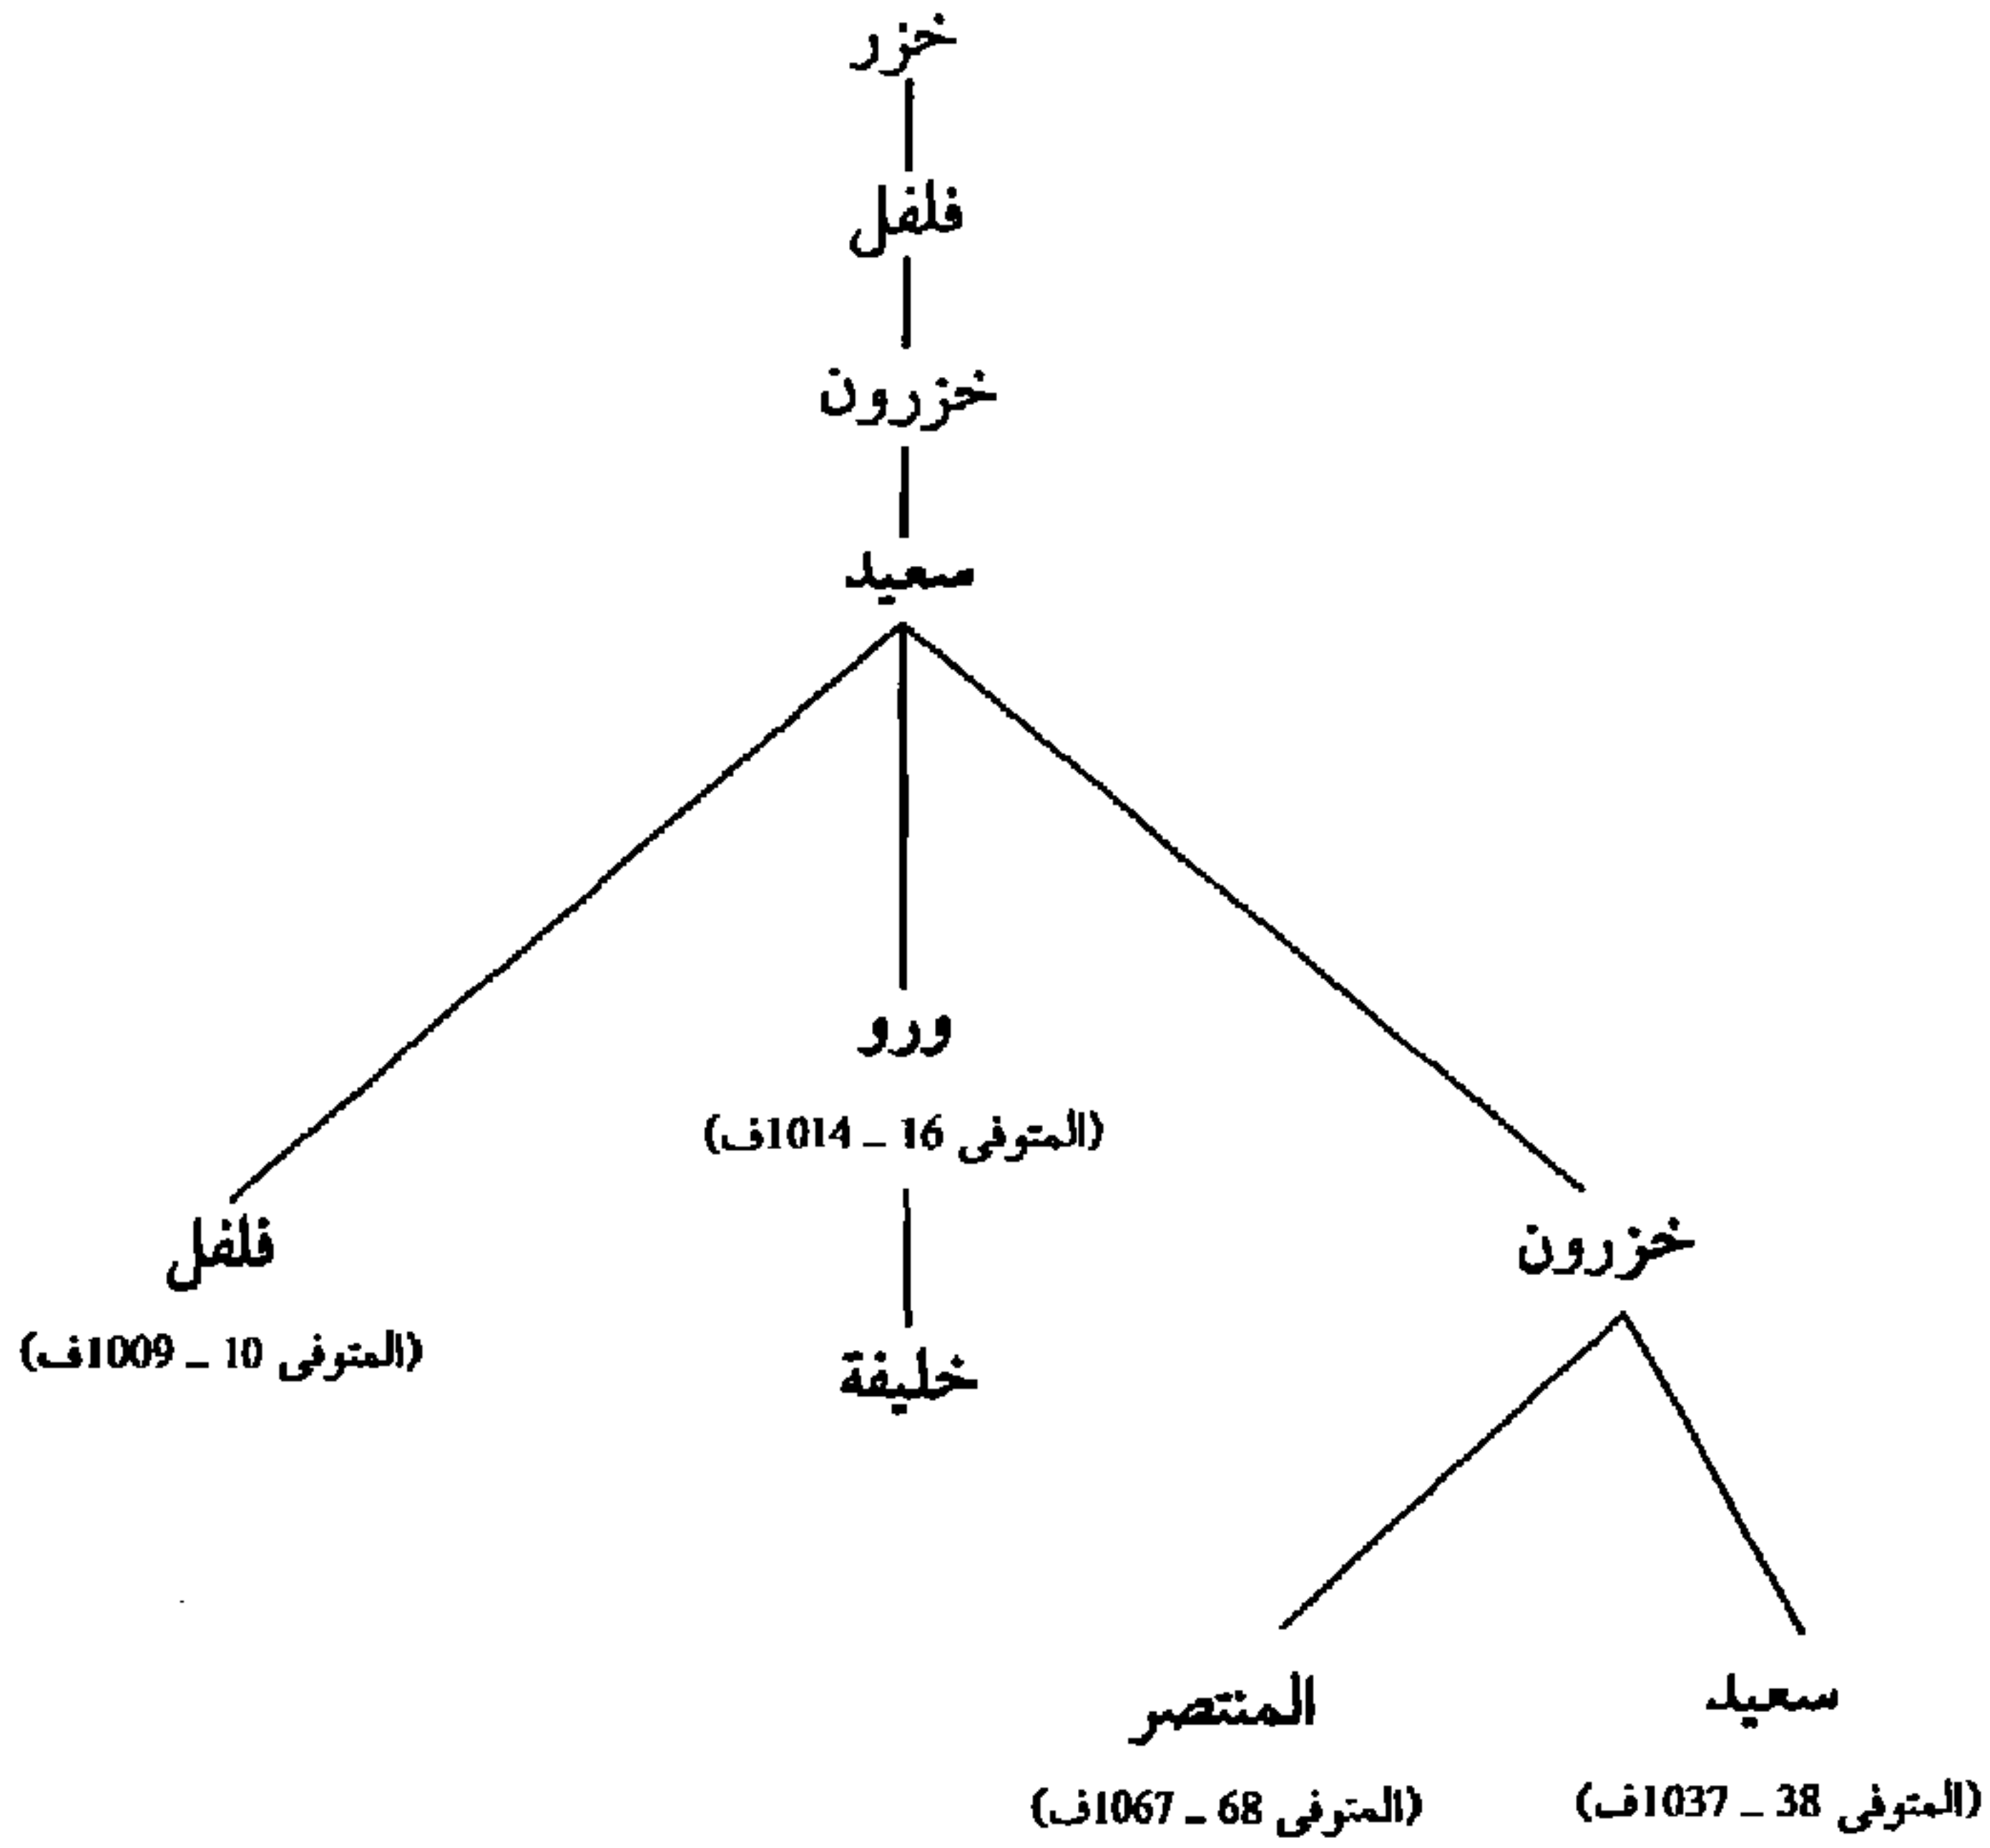 خزر
فلفل
خزرون
سعيد
ورو
(المتوفى 16 – 1014ف)
خزرون
فلفل
(المتوفى 10 – 1009ف)
خليفة
سعيد
المنتصر
(المتوفى 38 – 1037ف)
(المتوفى 68 – 1067ف)